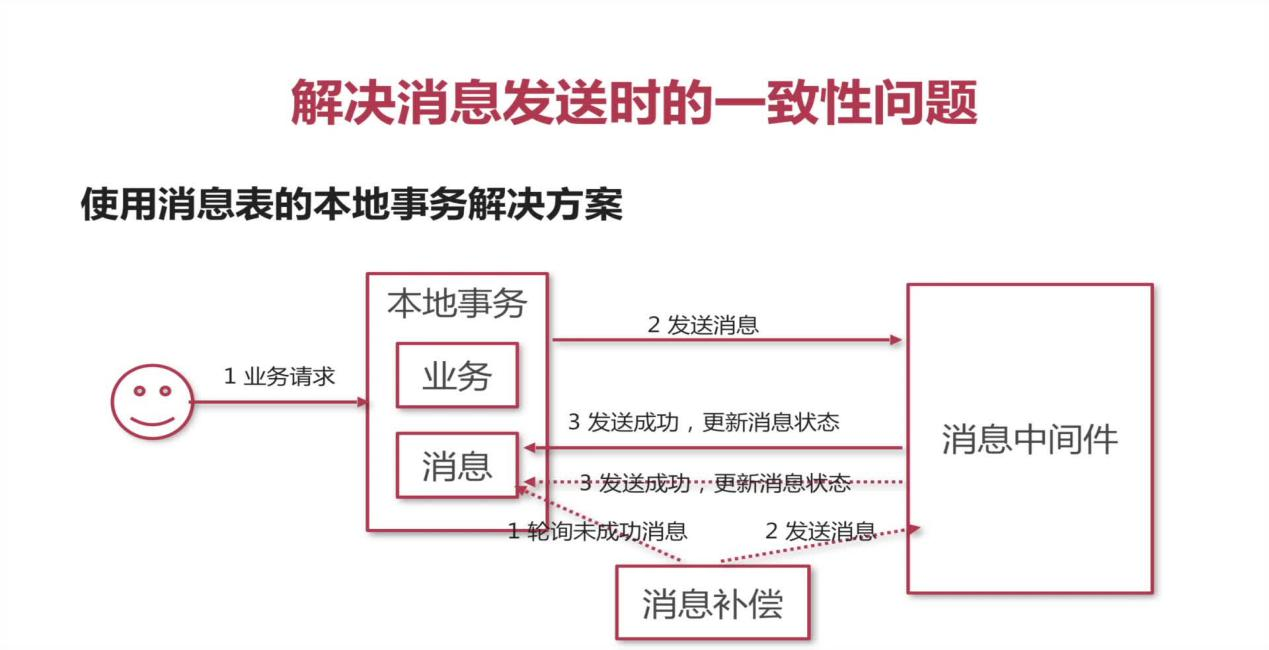 解决消息发送时的一致性问题
使用消息表的本地事务解决方案
本地事务
2 发送消息
1 业务请求
业务
3 发送成功，更新消息状态
消息
消息中间件
3 发送成功，更新消息状态
1 轮询未成功消息
2 发送消息
消息补偿